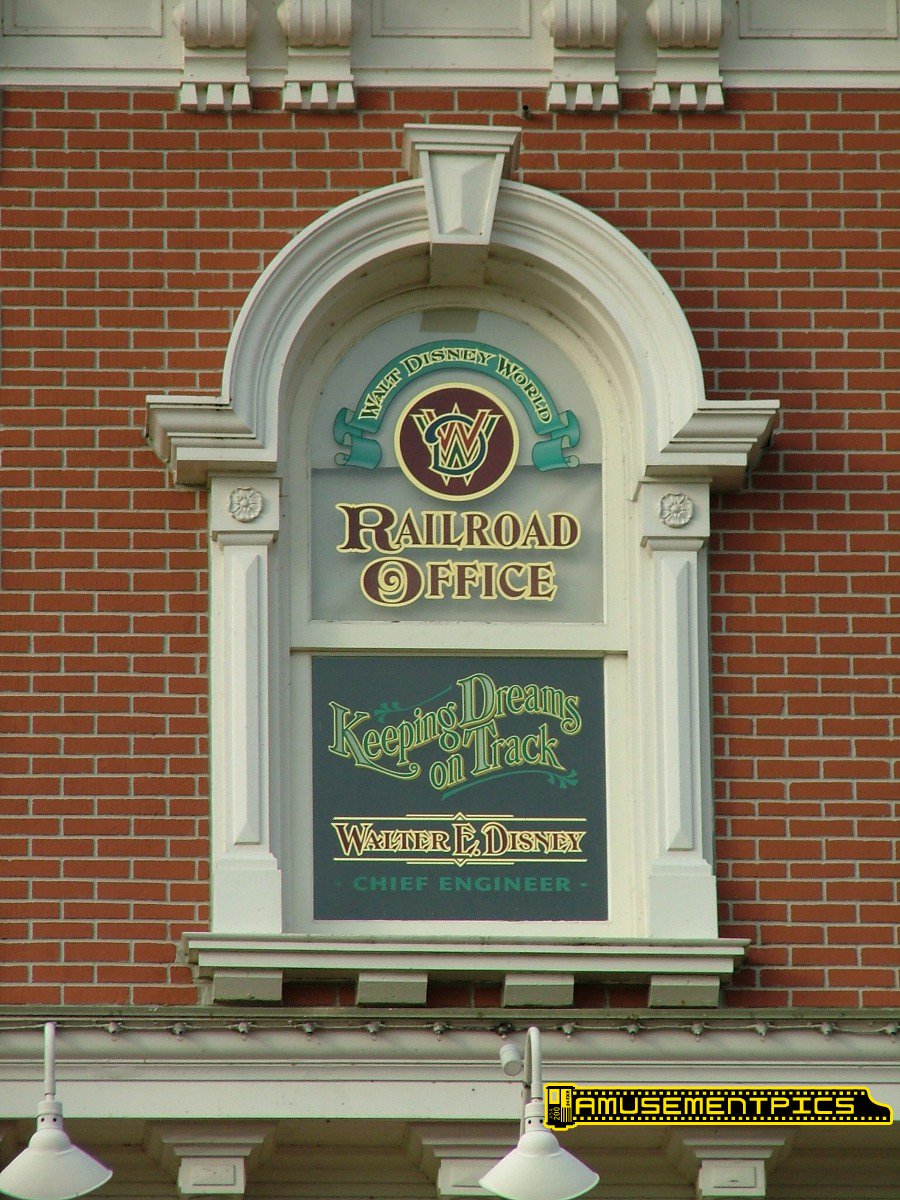 WALT DISNEY WORLD
WDW
RAILROAD
OFFICE
Keeping Dreams
on Track
WALTER E. DISNEY
- CHIEF ENGINEER -
AMUSEMENTPICS